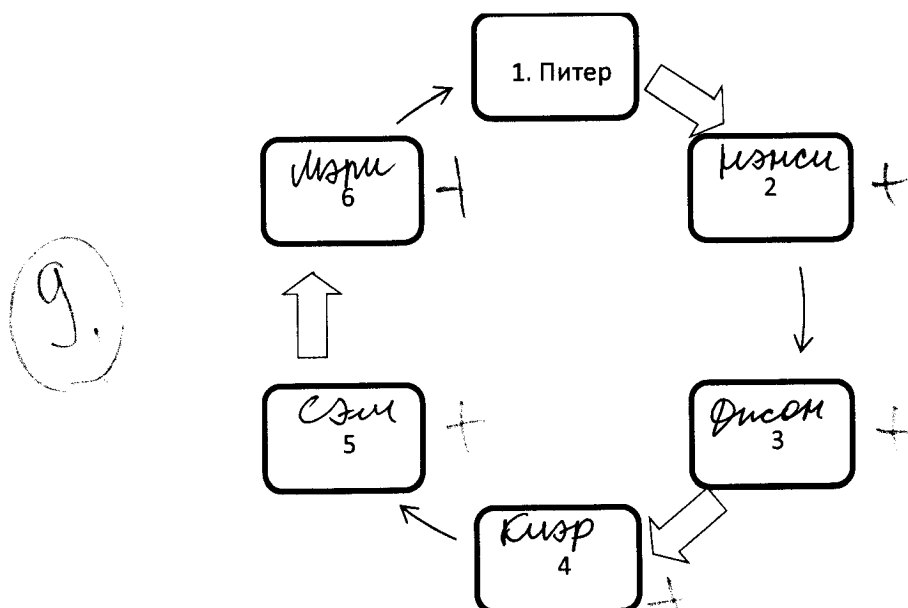 1. Питер
Мэри
6
+
Нэнси
2
+
9.
Сэм
5
+
Джон
3
+
Киэр
4
+